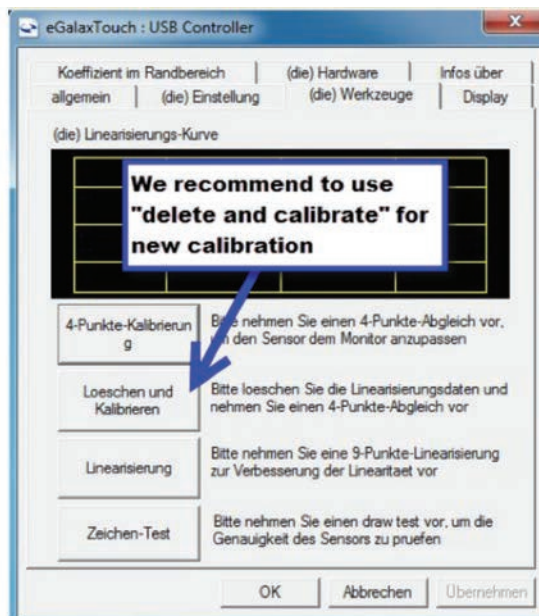 eGalaxTouch : USB Controller
x
Koeffizient im Randbereich
(die) Hardware
Infos über
allgemein
(die) Einstellung
(die) Werkzeuge
Display
(die) Linearisierungs-Kurve
We recommend to use
"delete and calibrate" for
new calibration
4-Punkte-Kalibrierun
g
Bitte nehmen Sie einen 4-Punkte-Abgleich vor,
um den Sensor dem Monitor anzupassen
Loeschen und
Kalibrieren
Bitte loeschen Sie die Linearisierungsdaten und
nehmen Sie einen 4-Punkte-Abgleich vor
Linearisierung
Bitte nehmen Sie eine 9-Punkte-Linearisierung
zur Verbesserung der Linearitaet vor
Zeichen-Test
Bitte nehmen Sie einen draw test vor, um die
Genauigkeit des Sensors zu pruefen
OK
Abbrechen
Übernehmen